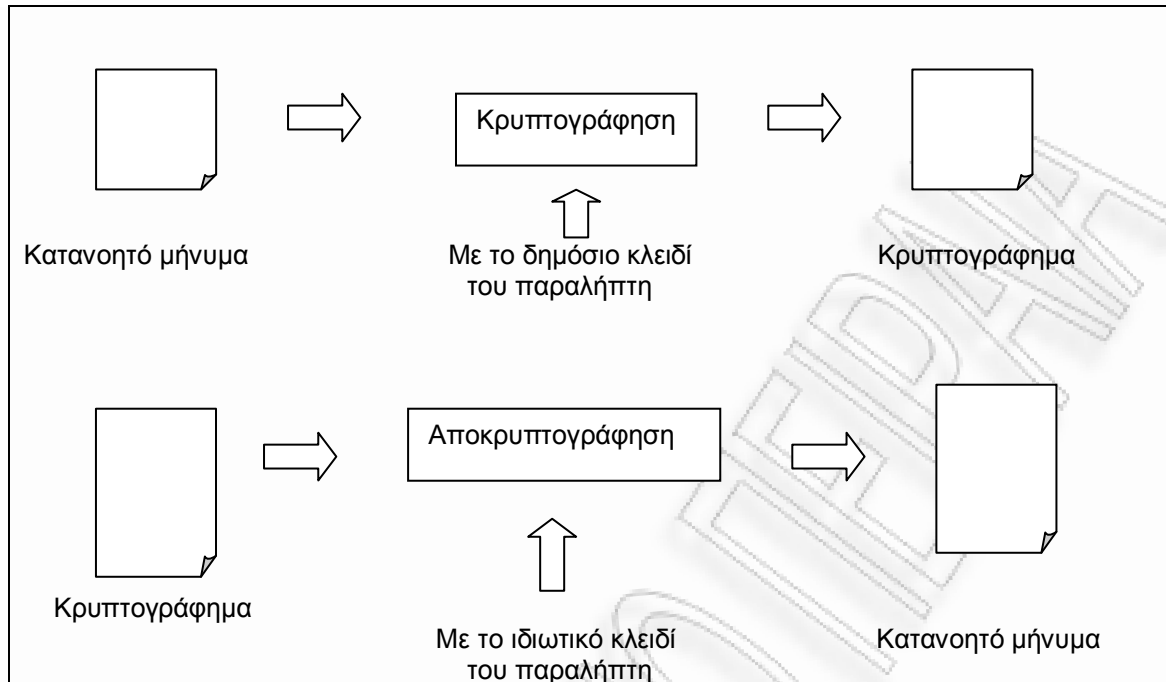 Κρυπτογράφηση
Κατανοητό μήνυμα
Με το δημόσιο κλειδί
του παραλήπτη
Κρυπτογράφημα
Αποκρυπτογράφηση
Κρυπτογράφημα
Με το ιδιωτικό κλειδί
του παραλήπτη
Κατανοητό μήνυμα